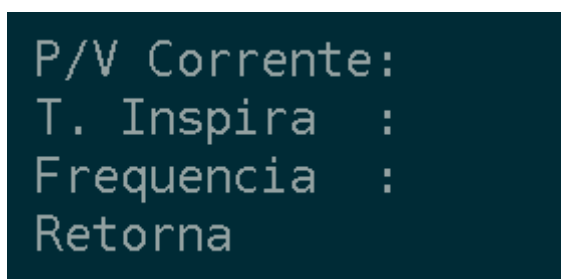 P/V Corrente:
T. Inspira  :
Frequencia  :
Retorna